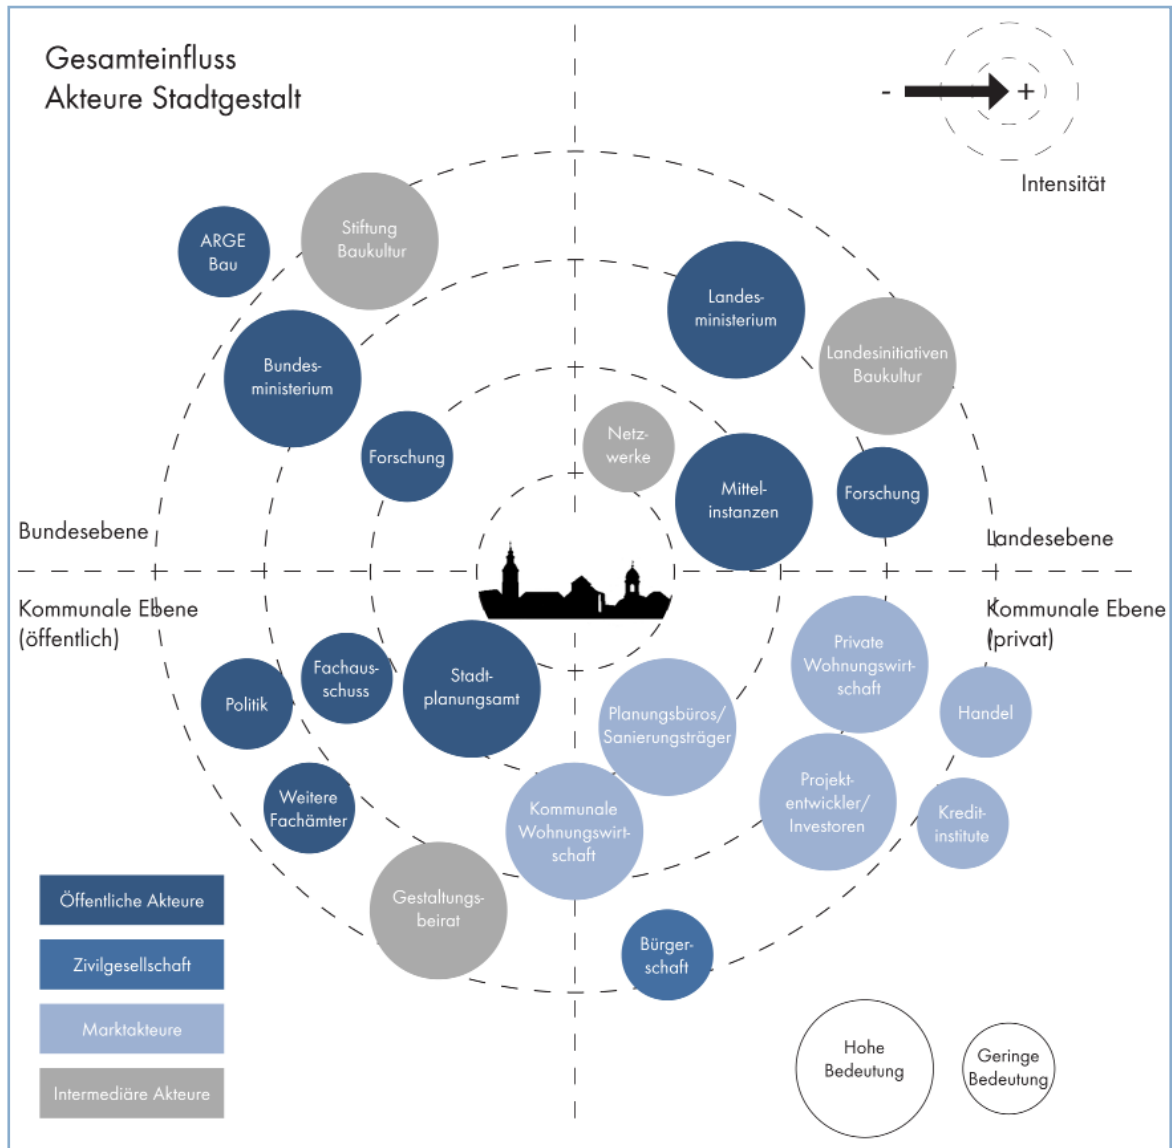 Gesamteinfluss
Akteure Stadtgestalt
-
+
Intensität
ARGE
Bau
Stiftung
Baukultur
Bundes-
ministerium
Forschung
Bundesebene
Landes-
ministerium
Landesinitiativen
Baukultur
Netz-
werke
Mittel-
instanzen
Forschung
Landesebene
Kommunale Ebene
(öffentlich)
Politik
Fachaus-
schuss
Stadt-
planungsamt
Weitere
Fachämter
Gestaltungs-
beirat
Kommunale Ebene
(privat)
Private
Wohnungswirt-
schaft
Handel
Planungsbüros/
Sanierungsträger
Projekt-
entwickler/
Investoren
Kredit-
institute
Kommunale
Wohnungswirt-
schaft
Bürger-
schaft
Öffentliche Akteure
Zivilgesellschaft
Marktakteure
Intermediäre Akteure
Hohe
Bedeutung
Geringe
Bedeutung